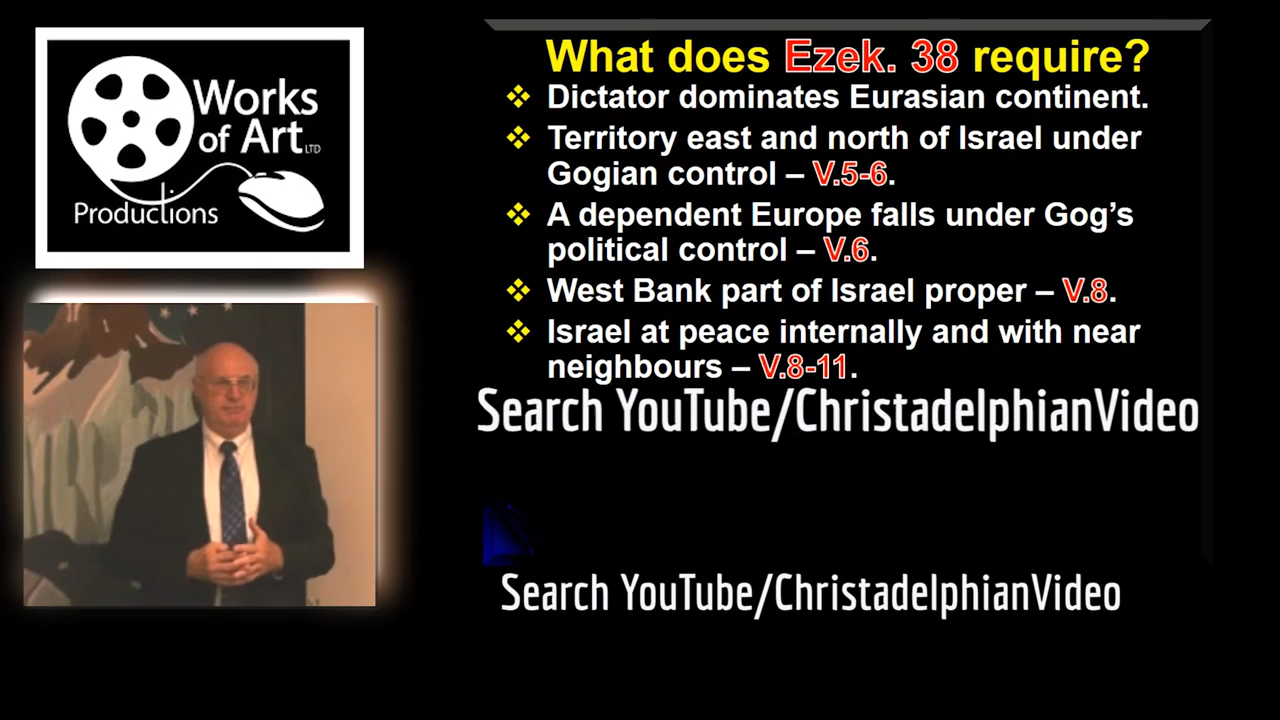 Works
of Art LTD
Productions
What does Ezek. 38 require?
❖ Dictator dominates Eurasian continent.
❖ Territory east and north of Israel under
Gogian control – V.5-6.
❖ A dependent Europe falls under Gog’s
political control – V.6.
❖ West Bank part of Israel proper – V.8.
❖ Israel at peace internally and with near
neighbours – V.8-11.
Search YouTube/ChristadelphianVideo
Search YouTube/ChristadelphianVideo